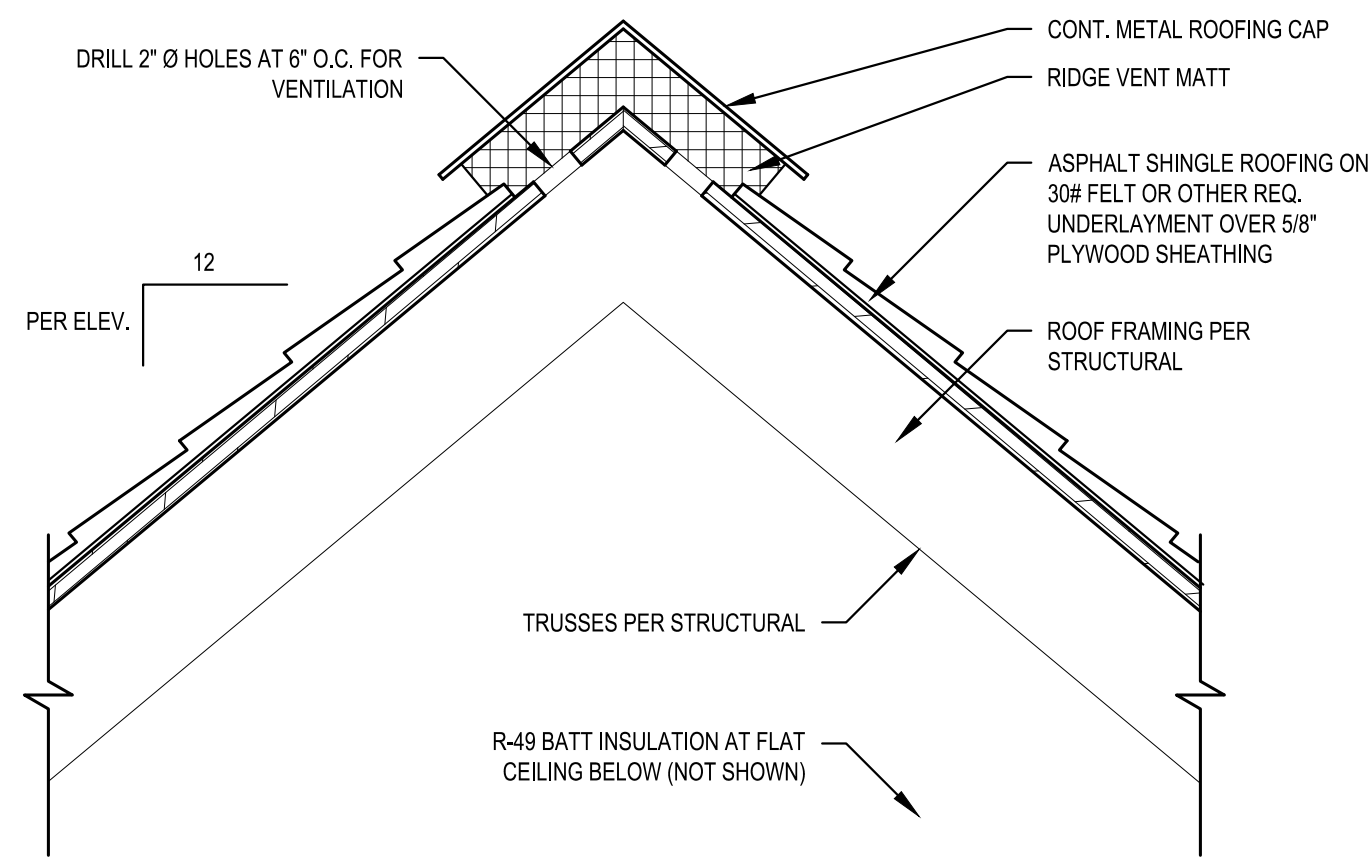 DRILL 2" Ø HOLES AT 6" O.C. FOR
VENTILATION
CONT. METAL ROOFING CAP
RIDGE VENT MATT
ASPHALT SHINGLE ROOFING ON
30# FELT OR OTHER REQ.
UNDERLAYMENT OVER 5/8"
PLYWOOD SHEATHING
12
PER ELEV.
ROOF FRAMING PER
STRUCTURAL
TRUSSES PER STRUCTURAL
R-49 BATT INSULATION AT FLAT
CEILING BELOW (NOT SHOWN)